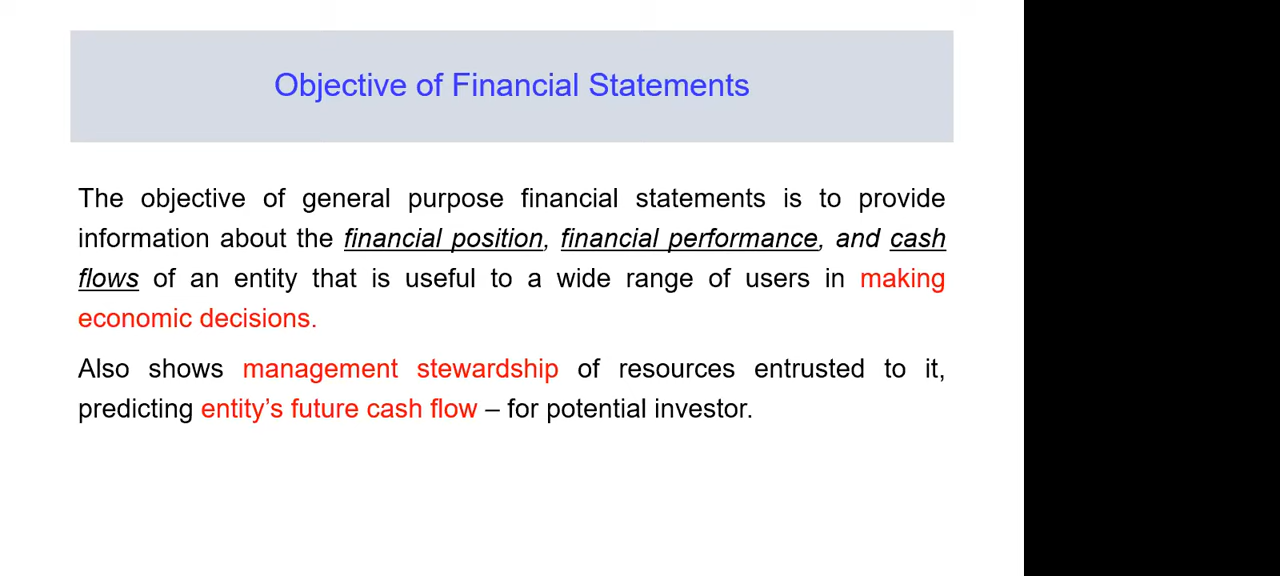 Objective of Financial Statements
The objective of general purpose financial statements is to provide
information about the financial position, financial performance, and cash
flows of an entity that is useful to a wide range of users in making
economic decisions.
Also shows management stewardship of resources entrusted to it,
predicting entity’s future cash flow – for potential investor.